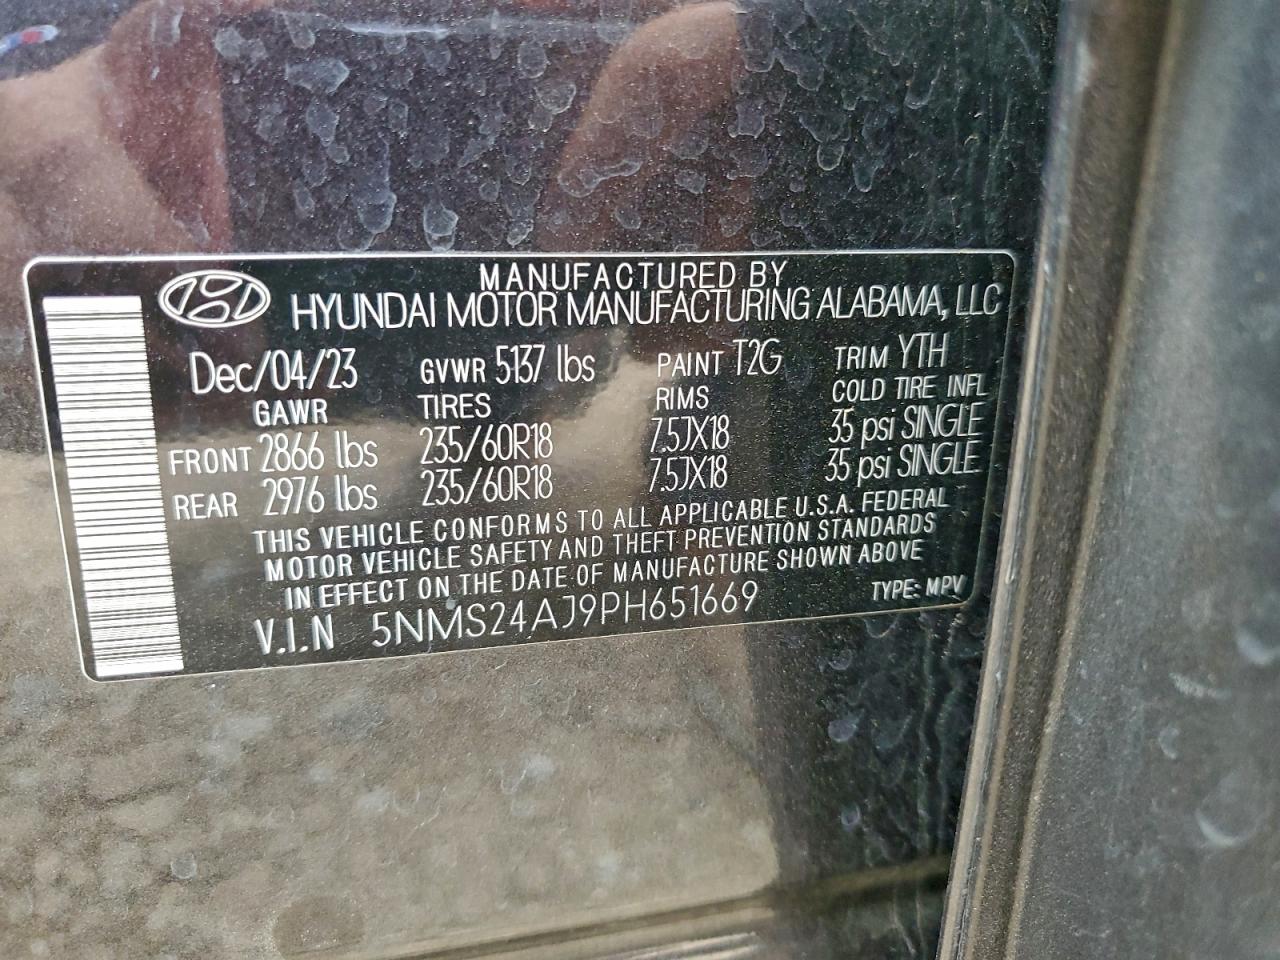 MANUFACTURED BY
HYUNDAI MOTOR MANUFACTURING ALABAMA, LLC
Dec/04/23 GVWR 5137 lbs PAINT T2G TRIM YTH
GAWR TIRES RIMS COLD TIRE INFL
FRONT 2866 lbs 235/60R18 7.5JX18 35 psi SINGLE
REAR 2976 lbs 235/60R18 7.5JX18 35 psi SINGLE
THIS VEHICLE CONFORMS TO ALL APPLICABLE U.S.A. FEDERAL
MOTOR VEHICLE SAFETY AND THEFT PREVENTION STANDARDS
IN EFFECT ON THE DATE OF MANUFACTURE SHOWN ABOVE
V.I.N 5NMS24AJ9PH651669 TYPE: MPV